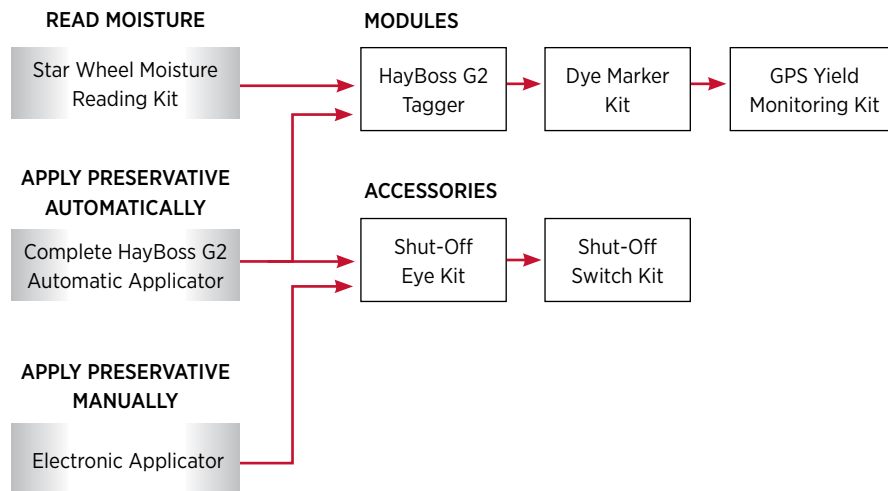 READ MOISTURE
Star Wheel Moisture
Reading Kit
MODULES
HayBoss G2
Tagger
Dye Marker
Kit
GPS Yield
Monitoring Kit
APPLY PRESERVATIVE
AUTOMATICALLY
Complete HayBoss G2
Automatic Applicator
ACCESSORIES
Shut-Off
Eye Kit
Shut-Off
Switch Kit
APPLY PRESERVATIVE
MANUALLY
Electronic Applicator